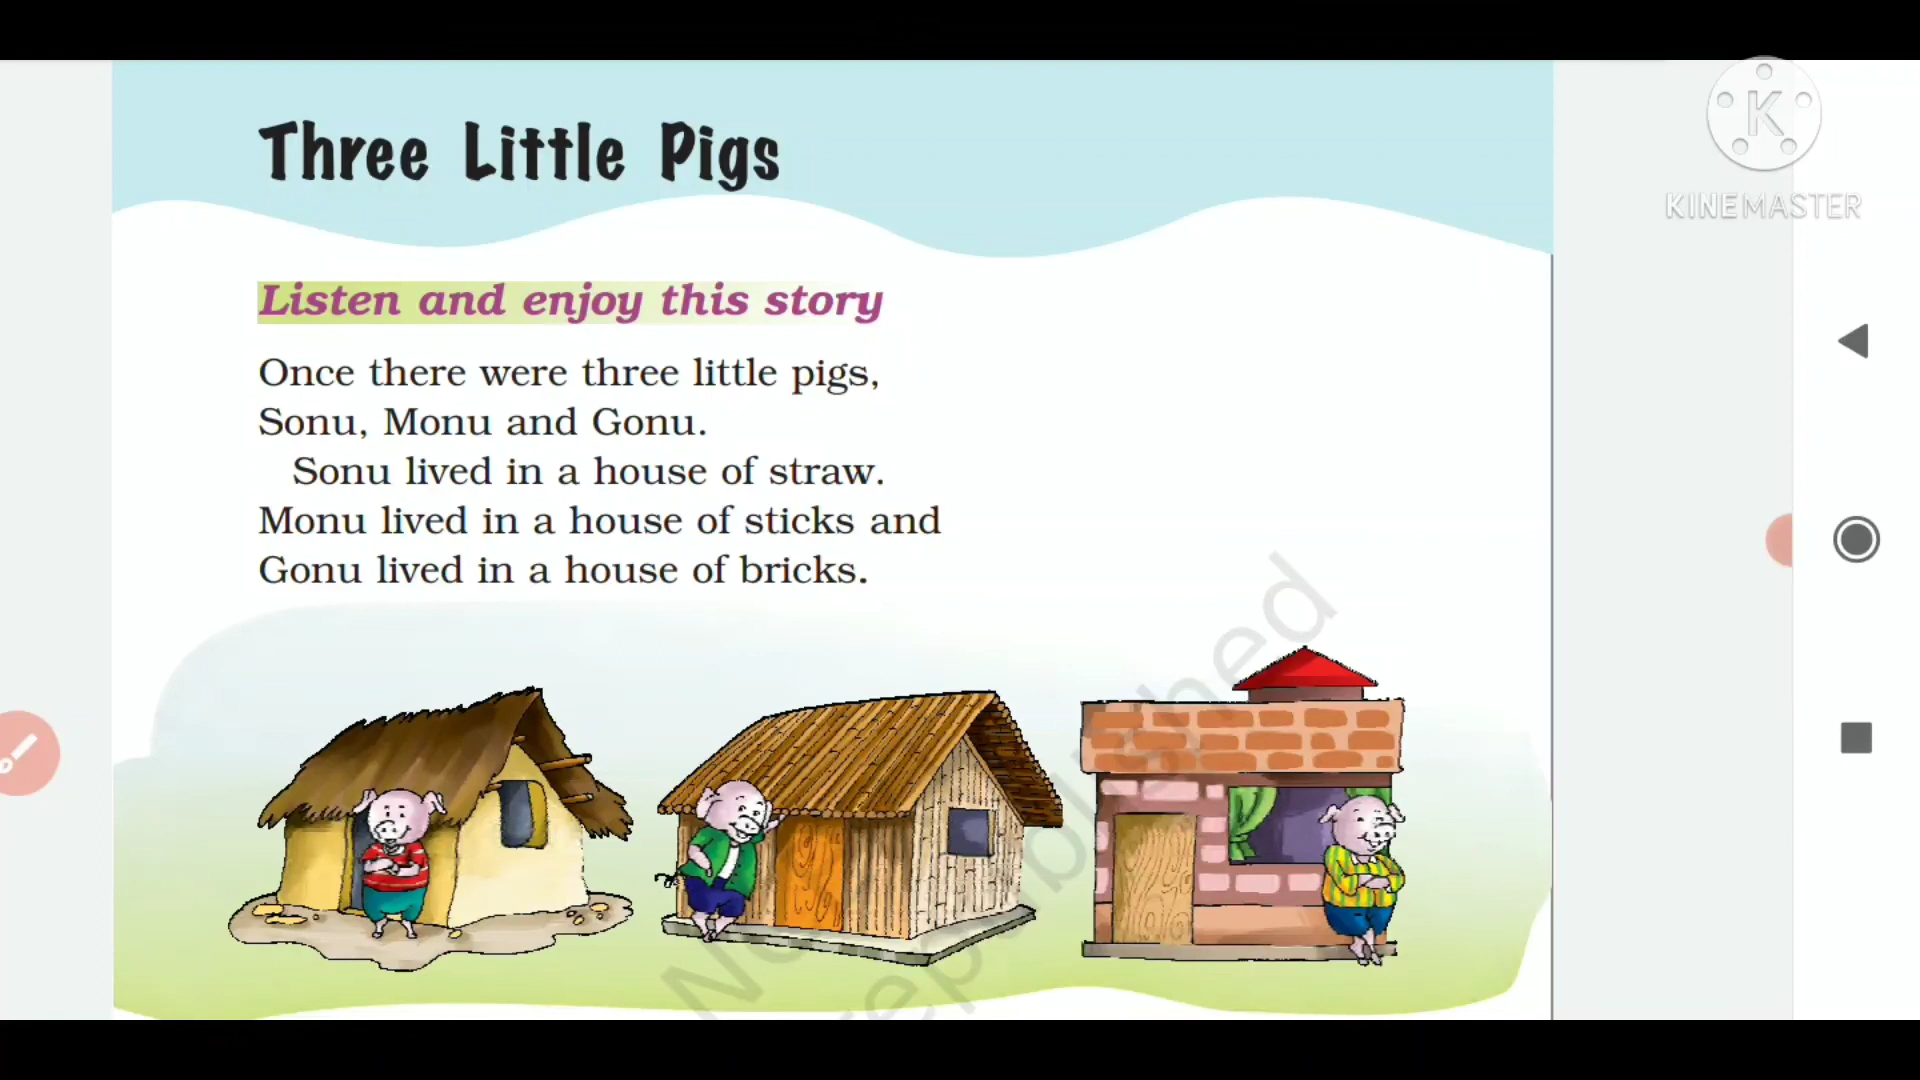 Three Little Pigs
K
KINEMASTER
Listen and enjoy this story
Once there were three little pigs,
Sonu, Monu and Gonu.
Sonu lived in a house of straw.
Monu lived in a house of sticks and
Gonu lived in a house of bricks.